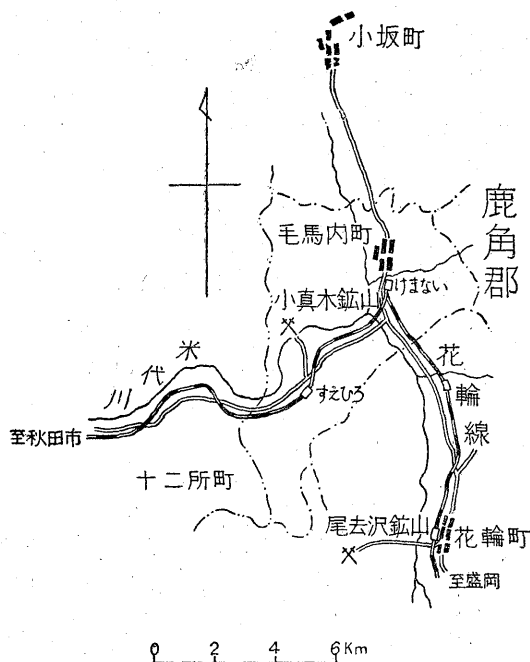 小坂町
鹿角郡
毛馬内町
けまない
小真木鉱山
米代川
花輪線
すえひろ
至秋田市
十二所町
尾去沢鉱山
花輪町
至盛岡
0 2 4 6 Km